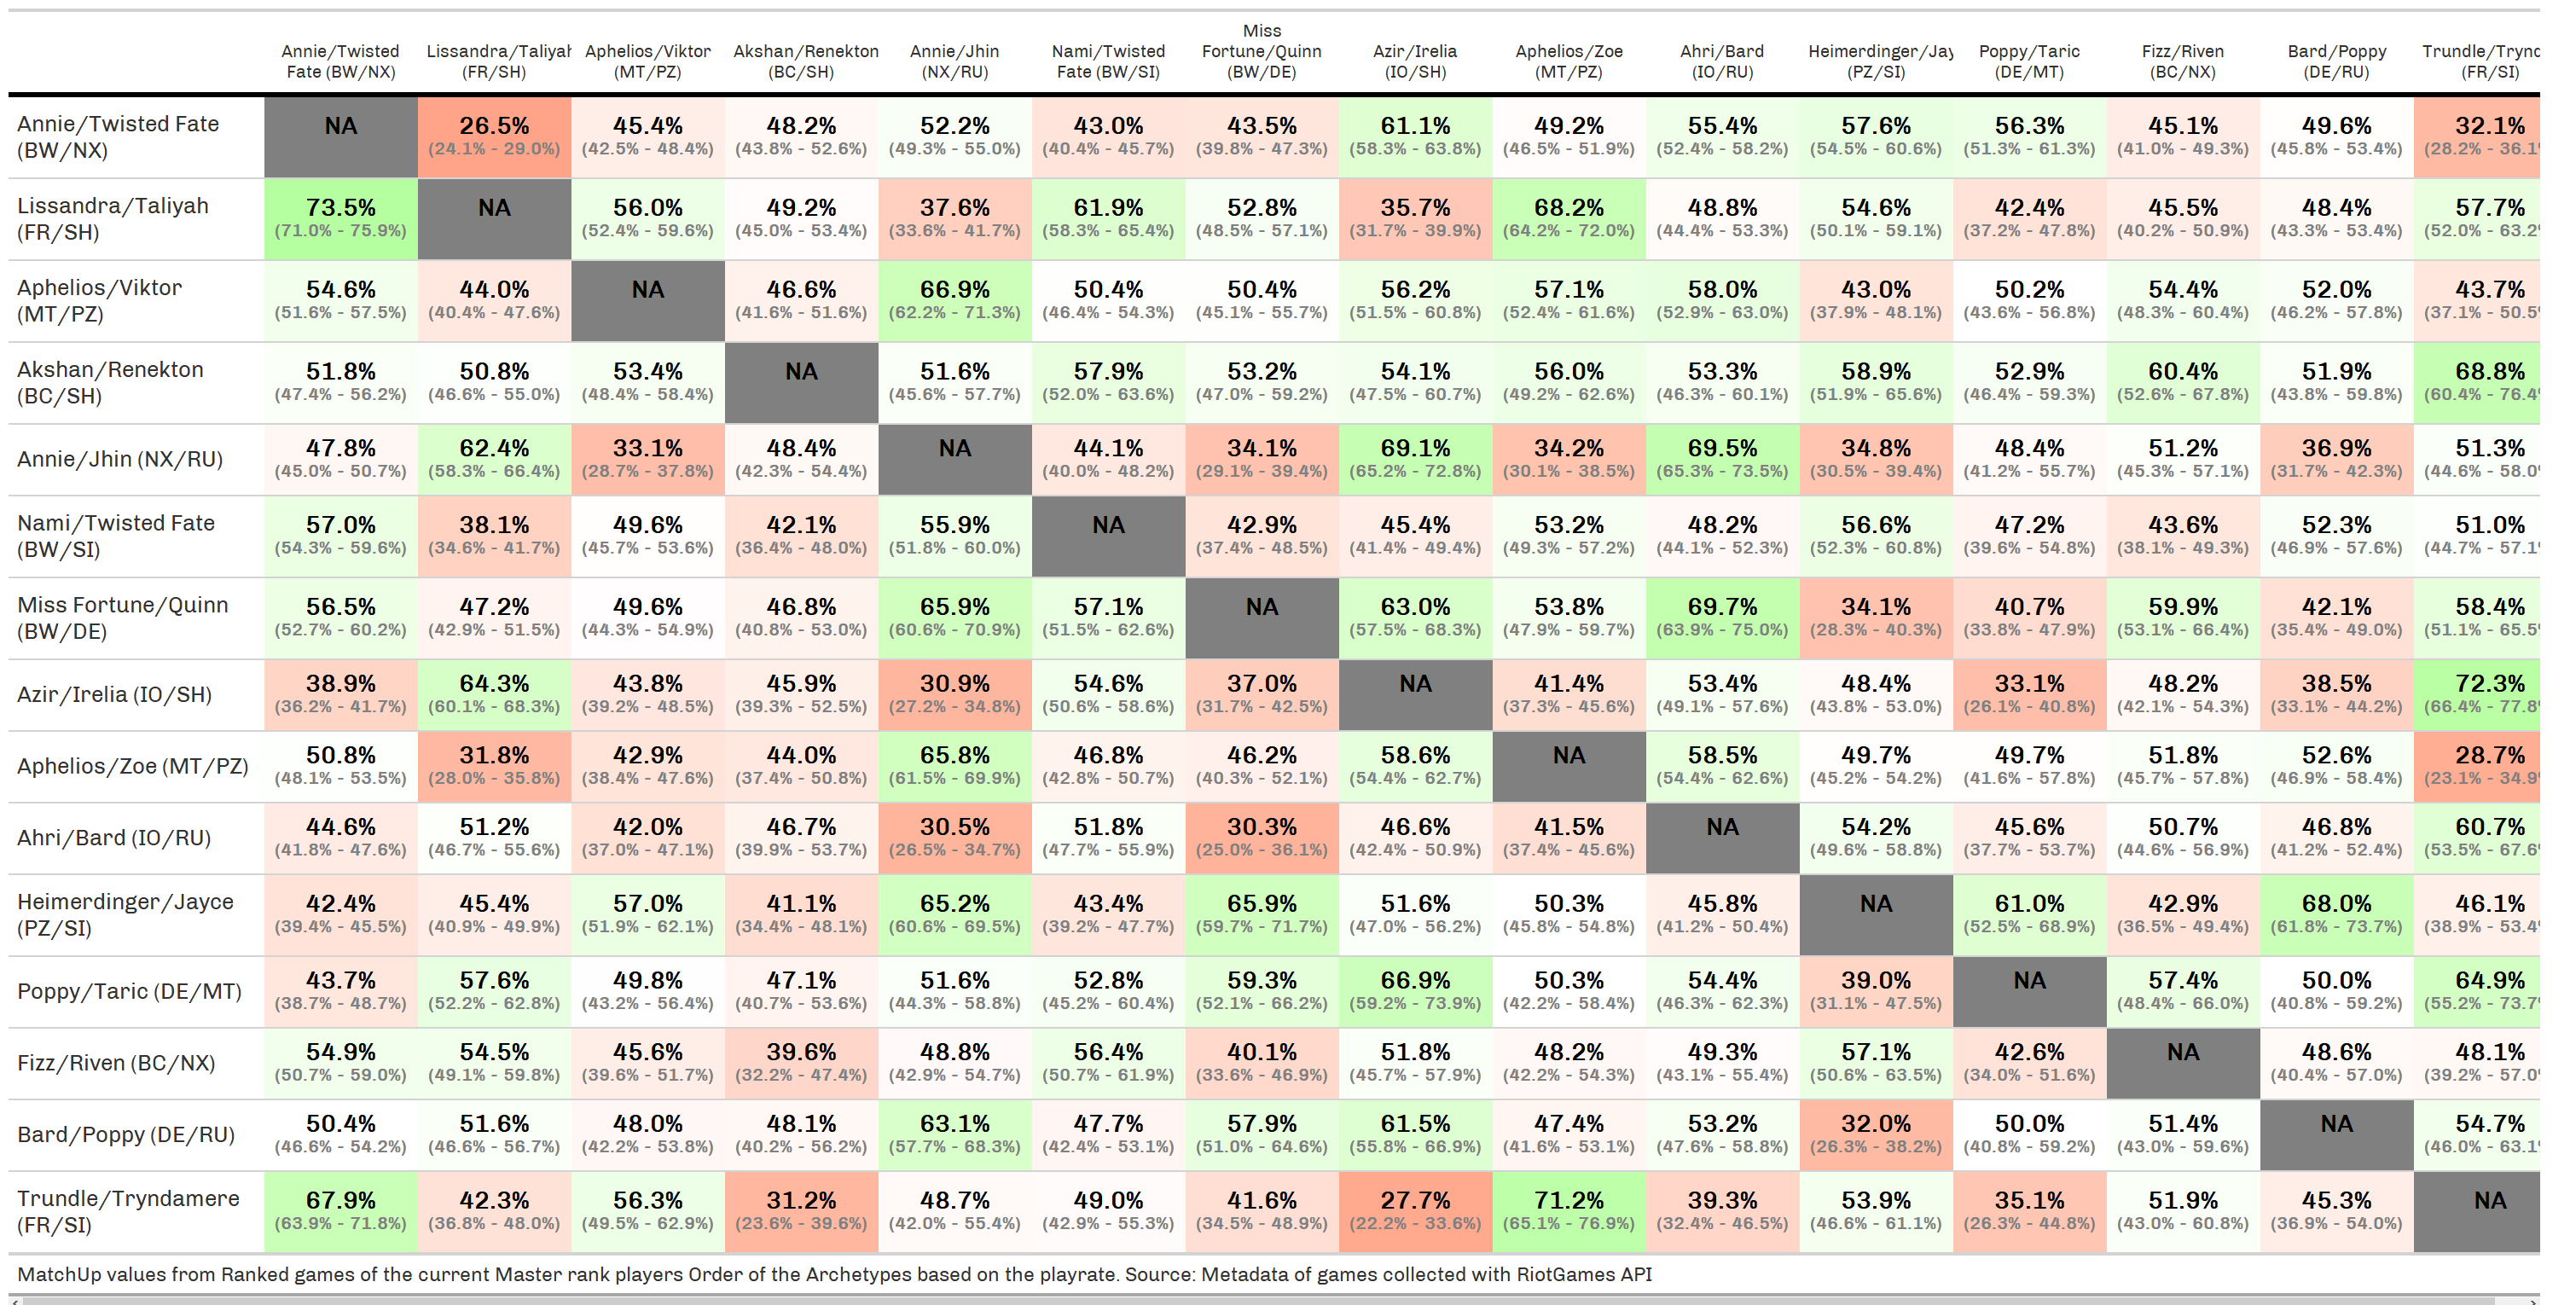 Miss
Annie/Twisted Lissandra/Taliyah Aphelios/Viktor Akshan/Renekton Annie/Jhin Nami/Twisted Fortune/Quinn Azir/Irelia Aphelios/Zoe Ahri/Bard Heimerdinger/Jay Poppy/Taric Fizz/Riven Bard/Poppy Trundle/Trynd
Fate (BW/NX) (FR/SH) (MT/PZ) (BC/SH) (NX/RU) Fate (BW/SI) (BW/DE) (IO/SH) (MT/PZ) (IO/RU) (PZ/SI) (DE/MT) (BC/NX) (DE/RU) (FR/SI)
Annie/Twisted Fate NA 26.5% 45.4% 48.2% 52.2% 43.0% 43.5% 61.1% 49.2% 55.4% 57.6% 56.3% 45.1% 49.6% 32.1%
(BW/NX) (24.1% - 29.0%) (42.5% - 48.4%) (43.8% - 52.6%) (49.3% - 55.0%) (40.4% - 45.7%) (39.8% - 47.3%) (58.3% - 63.8%) (46.5% - 51.9%) (52.4% - 58.2%) (54.5% - 60.6%) (51.3% - 61.3%) (41.0% - 49.3%) (45.8% - 53.4%) (28.2% - 36.1%
Lissandra/Taliyah 73.5% NA 56.0% 49.2% 37.6% 61.9% 52.8% 35.7% 68.2% 48.8% 54.6% 42.4% 45.5% 48.4% 57.7%
(FR/SH) (71.0% - 75.9%) (52.4% - 59.6%) (45.0% - 53.4%) (33.6% - 41.7%) (58.3% - 65.4%) (48.5% - 57.1%) (31.7% - 39.9%) (64.2% - 72.0%) (44.4% - 53.3%) (50.1% - 59.1%) (37.2% - 47.8%) (40.2% - 50.9%) (43.3% - 53.4%) (52.0% - 63.2%
Aphelios/Viktor 54.6% 44.0% NA 46.6% 66.9% 50.4% 50.4% 56.2% 57.1% 58.0% 43.0% 50.2% 54.4% 52.0% 43.7%
(MT/PZ) (51.6% - 57.5%) (40.4% - 47.6%) (41.6% - 51.6%) (62.2% - 71.3%) (46.4% - 54.3%) (45.1% - 55.7%) (51.5% - 60.8%) (52.4% - 61.6%) (52.9% - 63.0%) (37.9% - 48.1%) (43.6% - 56.8%) (48.3% - 60.4%) (46.2% - 57.8%) (37.1% - 50.5%
Akshan/Renekton 51.8% 50.8% 53.4% NA 51.6% 57.9% 53.2% 54.1% 56.0% 53.3% 58.9% 52.9% 60.4% 51.9% 68.8%
(BC/SH) (47.4% - 56.2%) (46.6% - 55.0%) (48.4% - 58.4%) (45.6% - 57.7%) (52.0% - 63.6%) (47.0% - 59.2%) (47.5% - 60.7%) (49.2% - 62.6%) (46.3% - 60.1%) (51.9% - 65.6%) (46.4% - 59.3%) (52.6% - 67.8%) (43.8% - 59.8%) (60.4% - 76.4%
Annie/Jhin (NX/RU) 47.8% 62.4% 33.1% 48.4% NA 44.1% 34.1% 69.1% 34.2% 69.5% 34.8% 48.4% 51.2% 36.9% 51.3%
(45.0% - 50.7%) (58.3% - 66.4%) (28.7% - 37.8%) (42.3% - 54.4%) (40.0% - 48.2%) (29.1% - 39.4%) (65.2% - 72.8%) (30.1% - 38.5%) (65.3% - 73.5%) (30.5% - 39.4%) (41.2% - 55.7%) (45.3% - 57.1%) (31.7% - 42.3%) (44.6% - 58.0%
Nami/Twisted Fate 57.0% 38.1% 49.6% 42.1% 55.9% NA 42.9% 45.4% 53.2% 48.2% 56.6% 47.2% 43.6% 52.3% 51.0%
(BW/SI) (54.3% - 59.6%) (34.6% - 41.7%) (45.7% - 53.6%) (36.4% - 48.0%) (51.8% - 60.0%) (37.4% - 48.5%) (41.4% - 49.4%) (49.3% - 57.2%) (44.1% - 52.3%) (52.3% - 60.8%) (39.6% - 54.8%) (38.1% - 49.3%) (46.9% - 57.6%) (44.7% - 57.1%
Miss Fortune/Quinn 56.5% 47.2% 49.6% 46.8% 65.9% 57.1% NA 63.0% 53.8% 69.7% 34.1% 40.7% 59.9% 42.1% 58.4%
(BW/DE) (52.7% - 60.2%) (42.9% - 51.5%) (44.3% - 54.9%) (40.8% - 53.0%) (60.6% - 70.9%) (51.5% - 62.6%) (57.5% - 68.3%) (47.9% - 59.7%) (63.9% - 75.0%) (28.3% - 40.3%) (33.8% - 47.9%) (53.1% - 66.4%) (35.4% - 49.0%) (51.1% - 65.5%
Azir/Irelia (IO/SH) 38.9% 64.3% 43.8% 45.9% 30.9% 54.6% 37.0% NA 41.4% 53.4% 48.4% 33.1% 48.2% 38.5% 72.3%
(36.2% - 41.7%) (60.1% - 68.3%) (39.2% - 48.5%) (39.3% - 52.5%) (27.2% - 34.8%) (50.6% - 58.6%) (31.7% - 42.5%) (37.3% - 45.6%) (49.1% - 57.6%) (43.8% - 53.0%) (26.1% - 40.8%) (42.1% - 54.3%) (33.1% - 44.2%) (66.4% - 77.8%
Aphelios/Zoe (MT/PZ) 50.8% 31.8% 42.9% 44.0% 65.8% 46.8% 46.2% 58.6% NA 58.5% 49.7% 49.7% 51.8% 52.6% 28.7%
(48.1% - 53.5%) (28.0% - 35.8%) (38.4% - 47.6%) (37.4% - 50.8%) (61.5% - 69.9%) (42.8% - 50.7%) (40.3% - 52.1%) (54.4% - 62.7%) (54.4% - 62.6%) (45.2% - 54.2%) (41.6% - 57.8%) (45.7% - 57.8%) (46.9% - 58.4%) (23.1% - 34.9%
Ahri/Bard (IO/RU) 44.6% 51.2% 42.0% 46.7% 30.5% 51.8% 30.3% 46.6% 41.5% NA 54.2% 45.6% 50.7% 46.8% 60.7%
(41.8% - 47.6%) (46.7% - 55.6%) (37.0% - 47.1%) (39.9% - 53.7%) (26.5% - 34.7%) (47.7% - 55.9%) (25.0% - 36.1%) (42.4% - 50.9%) (37.4% - 45.6%) (49.6% - 58.8%) (37.7% - 53.7%) (44.6% - 56.9%) (41.2% - 52.4%) (53.5% - 67.6%
Heimerdinger/Jayce 42.4% 45.4% 57.0% 41.1% 65.2% 43.4% 65.9% 51.6% 50.3% 45.8% NA 61.0% 42.9% 68.0% 46.1%
(PZ/SI) (39.4% - 45.5%) (40.9% - 49.9%) (51.9% - 62.1%) (34.4% - 48.1%) (60.6% - 69.5%) (39.2% - 47.7%) (59.7% - 71.7%) (47.0% - 56.2%) (45.8% - 54.8%) (41.2% - 50.4%) (52.5% - 68.9%) (36.5% - 49.4%) (61.8% - 73.7%) (38.9% - 53.4%
Poppy/Taric (DE/MT) 43.7% 57.6% 49.8% 47.1% 51.6% 52.8% 59.3% 66.9% 50.3% 54.4% 39.0% NA 57.4% 50.0% 64.9%
(38.7% - 48.7%) (52.2% - 62.8%) (43.2% - 56.4%) (40.7% - 53.6%) (44.3% - 58.8%) (45.2% - 60.4%) (52.1% - 66.2%) (59.2% - 73.9%) (42.2% - 58.4%) (46.3% - 62.3%) (31.1% - 47.5%) (48.4% - 66.0%) (40.8% - 59.2%) (55.2% - 73.7%
Fizz/Riven (BC/NX) 54.9% 54.5% 45.6% 39.6% 48.8% 56.4% 40.1% 51.8% 48.2% 49.3% 57.1% 42.6% NA 48.6% 48.1%
(50.7% - 59.0%) (49.1% - 59.8%) (39.6% - 51.7%) (32.2% - 47.4%) (42.9% - 54.7%) (50.7% - 61.9%) (33.6% - 46.9%) (45.7% - 57.9%) (42.2% - 54.3%) (43.1% - 55.4%) (50.6% - 63.5%) (34.0% - 51.6%) (40.4% - 57.0%) (39.2% - 57.0%
Bard/Poppy (DE/RU) 50.4% 51.6% 48.0% 48.1% 63.1% 47.7% 57.9% 61.5% 47.4% 53.2% 32.0% 50.0% 51.4% NA 54.7%
(46.6% - 54.2%) (46.6% - 56.7%) (42.2% - 53.8%) (40.2% - 56.2%) (57.7% - 68.3%) (42.4% - 53.1%) (51.0% - 64.6%) (55.8% - 66.9%) (41.6% - 53.1%) (47.6% - 58.8%) (26.3% - 38.2%) (40.8% - 59.2%) (43.0% - 59.6%) (46.0% - 63.1%
Trundle/Tryndamere 67.9% 42.3% 56.3% 31.2% 48.7% 49.0% 41.6% 27.7% 71.2% 39.3% 53.9% 35.1% 51.9% 45.3% NA
(FR/SI) (63.9% - 71.8%) (36.8% - 48.0%) (49.5% - 62.9%) (23.6% - 39.6%) (42.0% - 55.4%) (42.9% - 55.3%) (34.5% - 48.9%) (22.2% - 33.6%) (65.1% - 76.9%) (32.4% - 46.5%) (46.6% - 61.1%) (26.3% - 44.8%) (43.0% - 60.8%) (36.9% - 54.0%)
MatchUp values from Ranked games of the current Master rank players Order of the Archetypes based on the playrate. Source: Metadata of games collected with RiotGames API